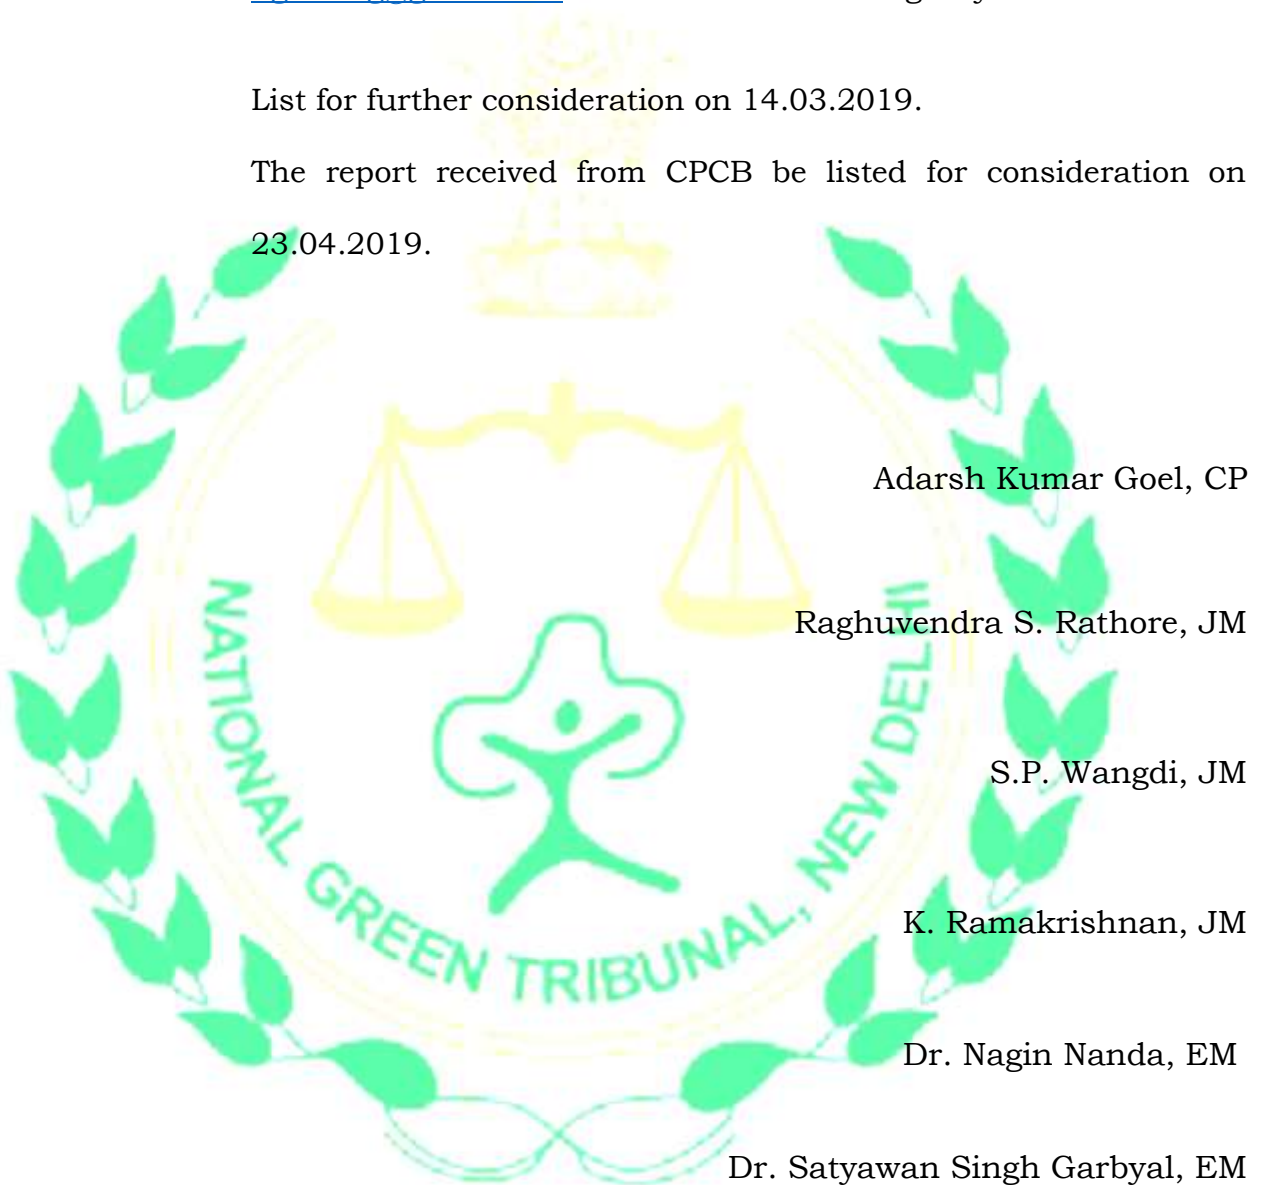 List for further consideration on 14.03.2019.
The report received from CPCB be listed for consideration on
23.04.2019.
Adarsh Kumar Goel, CP
Raghuvendra S. Rathore, JM
S.P. Wangdi, JM
K. Ramakrishnan, JM
Dr. Nagin Nanda, EM
Dr. Satyawan Singh Garbyal, EM
NATIONAL GREEN TRIBUNAL, NEW DELHI